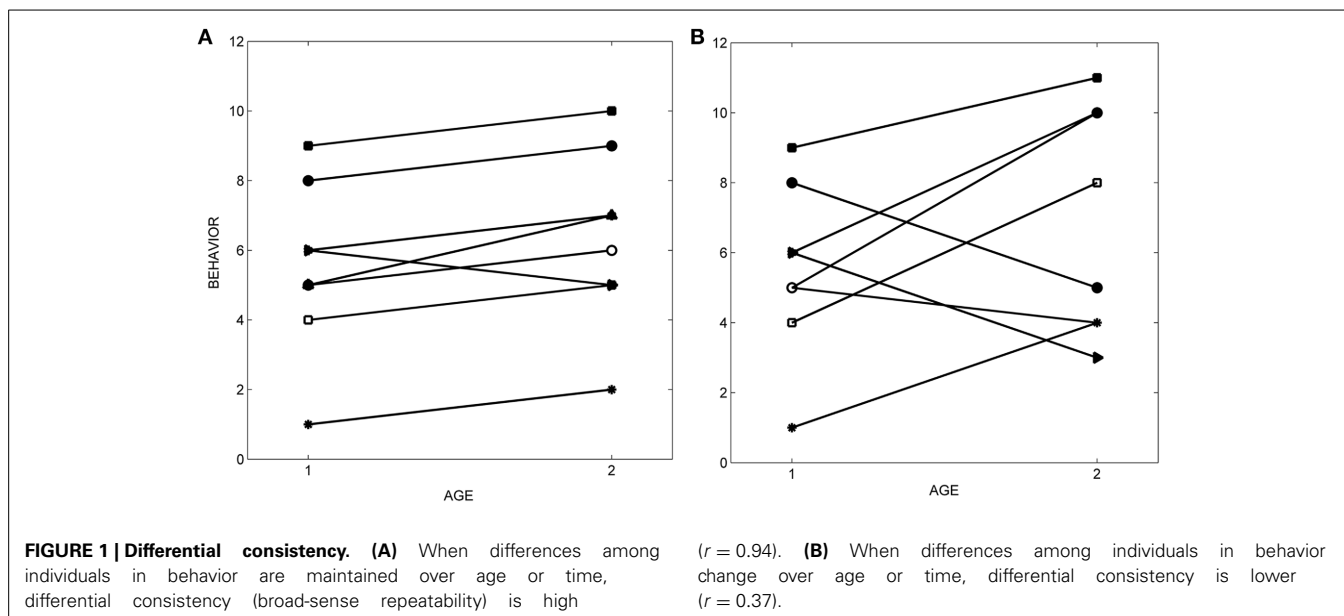 A
12
10
8
6
4
2
0
BEHAVIOR
1
2
AGE
B
12
10
8
6
4
2
0
1
2
AGE
FIGURE 1 | Differential consistency. (A) When differences among
individuals in behavior are maintained over age or time,
differential consistency (broad-sense repeatability) is high
(r = 0.94). (B) When differences among individuals in behavior
change over age or time, differential consistency is lower
(r = 0.37).